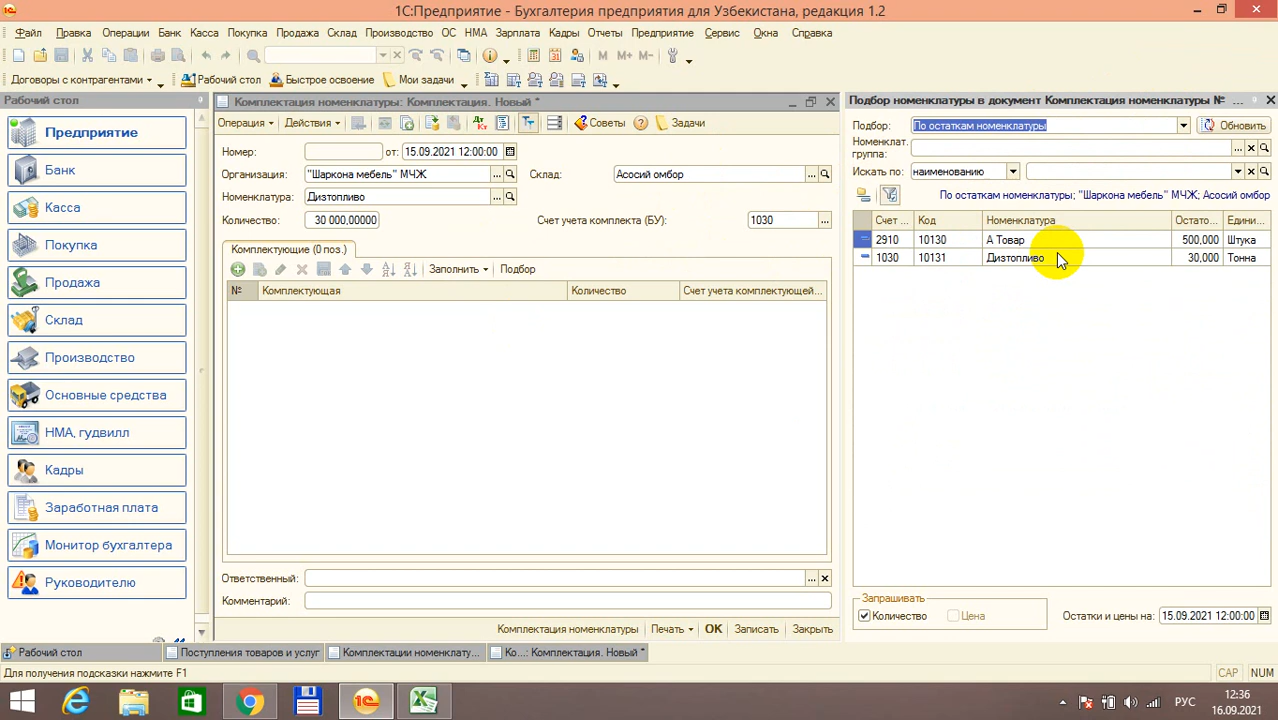 1С:Предприятие - Бухгалтерия предприятия для Узбекистана, редакция 1.2
Файл Правка Операции Банк Касса Покупка Продажа Склад Производство ОС НМА Зарплата Кадры Отчеты Предприятие Сервис Окна Справка
M M+ M-
Договоры с контрагентами Рабочий стол Быстрое освоение Мои задачи
Рабочий стол
Предприятие
Банк
Касса
Покупка
Продажа
Склад
Производство
Основные средства
НМА, гудвилл
Кадры
Заработная плата
Монитор бухгалтера
Руководителю
Комплектация номенклатуры: Комплектация. Новый *
Операция Действия Дт Кт Советы Задачи
Номер: от: 15.09.2021 12:00:00
Организация: "Шаркона мебель" МЧЖ Склад: Асосий омбор
Номенклатура: Дизтопливо
Количество: 30 000,00000 Счет учета комплекта (БУ): 1030
Комплектующие (0 поз.)
Заполнить Подбор
№ Комплектующая Количество Счет учета комплектующей...
Ответственный:
Комментарий:
Комплектация номенклатуры Печать OK Записать Закрыть
Подбор номенклатуры в документ Комплектация номенклатуры № ...
Подбор: По остаткам номенклатуры Обновить
Номенклат. группа:
Искать по: наименованию
По остаткам номенклатуры; "Шаркона мебель" МЧЖ; Асосий омбор
Счет ... Код Номенклатура Остато... Едини...
2910 10130 А Товар 500,000 Штука
1030 10131 Дизтопливо 30,000 Тонна
Запрашивать
Количество Цена Остатки и цены на: 15.09.2021 12:00:00
Рабочий стол Поступления товаров и услуг Комплектации номенклату... Ко...: Комплектация. Новый *
Для получения подсказки нажмите F1 CAP NUM
РУС 12:36
16.09.2021